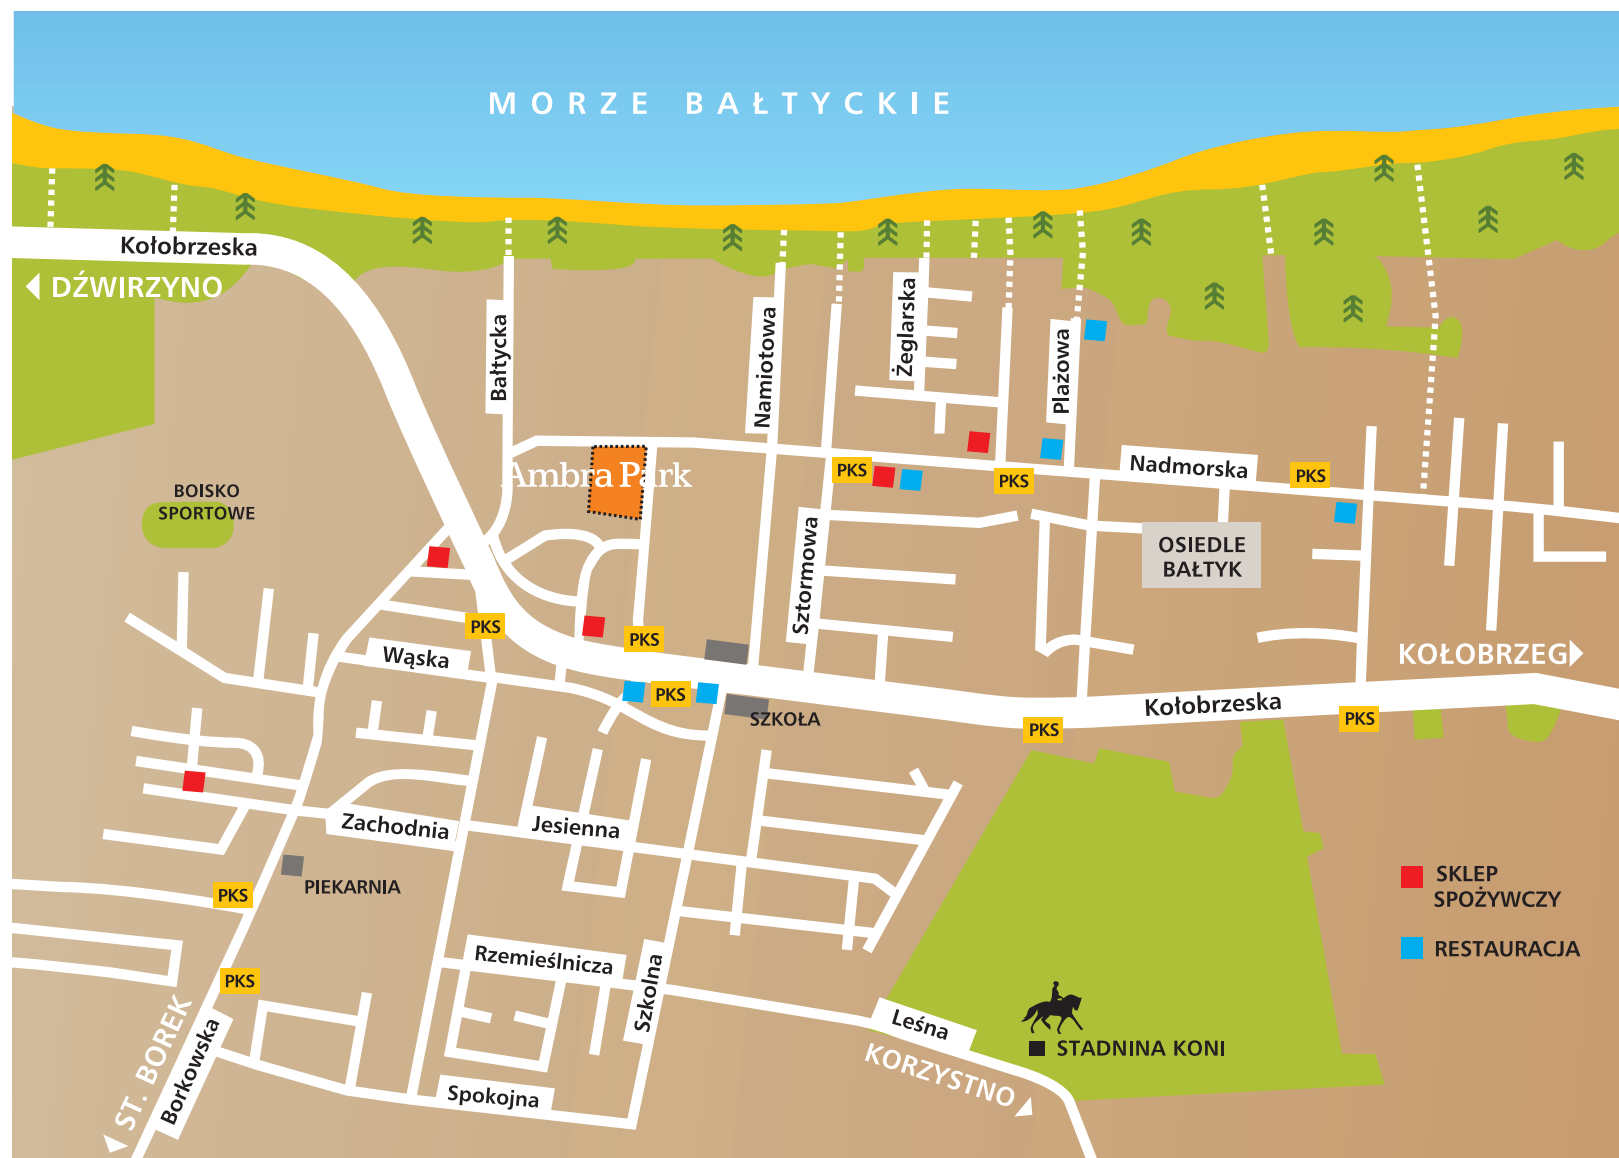 MORZE BAŁTYCKIE
Kołobrzeska
DŹWIRZYNO
Bałtycka
Namiotowa
Żeglarska
Plażowa
Nadmorska
PKS
PKS
PKS
Ambra Park
BOISKO
SPORTOWE
Sztormowa
OSIEDLE
BAŁTYK
PKS
PKS
Wąska
KOŁOBRZEG
PKS
SZKOŁA
Kołobrzeska
PKS
PKS
Zachodnia
Jesienna
PIEKARNIA
PKS
SKLEP
SPOŻYWCZY
RESTAURACJA
Rzemieślnicza
Szkolna
PKS
ST. BOREK
Borkowska
Leśna
KORZYSTNO
STADNINA KONI
Spokojna